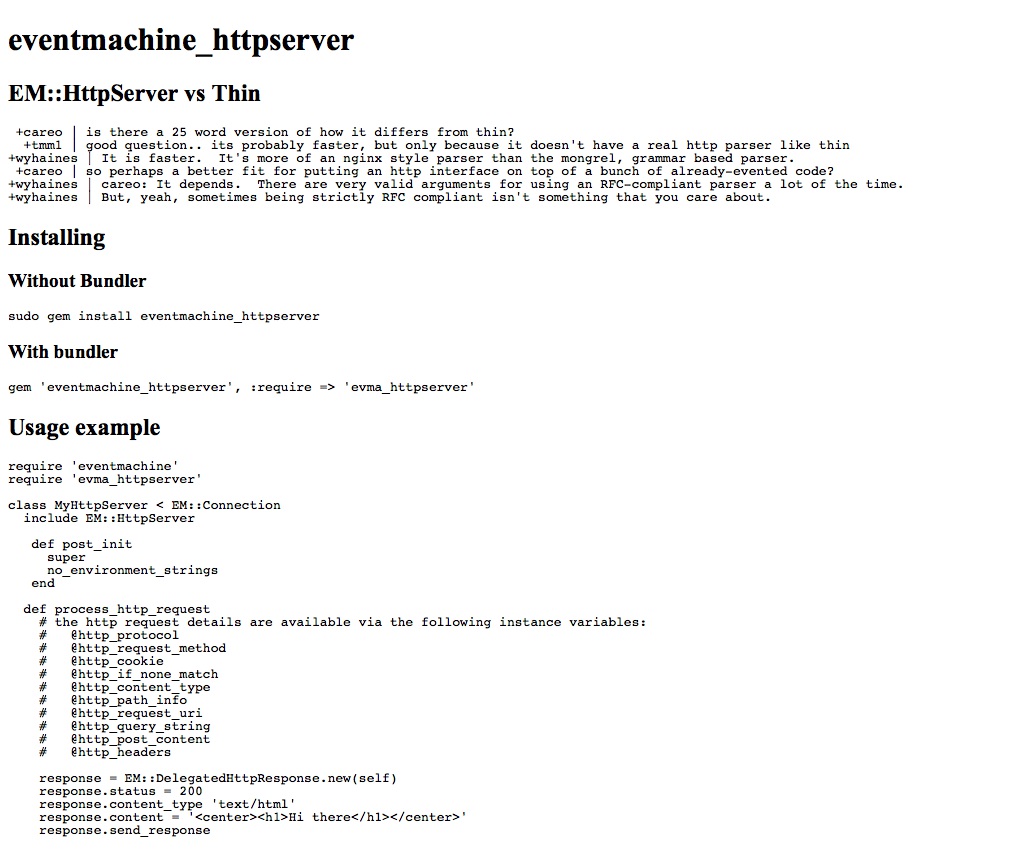 eventmachine_httpserver
EM::HttpServer vs Thin
+careo | is there a 25 word version of how it differs from thin?
+tmm1 | good question.. its probably faster, but only because it doesn't have a real http parser like thin
+wyhaines | It is faster.  It's more of an nginx style parser than the mongrel, grammar based parser.
+careo | so perhaps a better fit for putting an http interface on top of a bunch of already-evented code?
+wyhaines | careo: It depends.  There are very valid arguments for using an RFC-compliant parser a lot of the time.
+wyhaines | But, yeah, sometimes being strictly RFC compliant isn't something that you care about.
Installing
Without Bundler
sudo gem install eventmachine_httpserver
With bundler
gem 'eventmachine_httpserver', :require => 'evma_httpserver'
Usage example
require 'eventmachine'
require 'evma_httpserver'
class MyHttpServer < EM::Connection
  include EM::HttpServer
   def post_init
     super
     no_environment_strings
   end
  def process_http_request
    # the http request details are available via the following instance variables:
    #   @http_protocol
    #   @http_request_method
    #   @http_cookie
    #   @http_if_none_match
    #   @http_content_type
    #   @http_path_info
    #   @http_request_uri
    #   @http_query_string
    #   @http_post_content
    #   @http_headers
    response = EM::DelegatedHttpResponse.new(self)
    response.status = 200
    response.content_type 'text/html'
    response.content = '<center><h1>Hi there</h1></center>'
    response.send_response